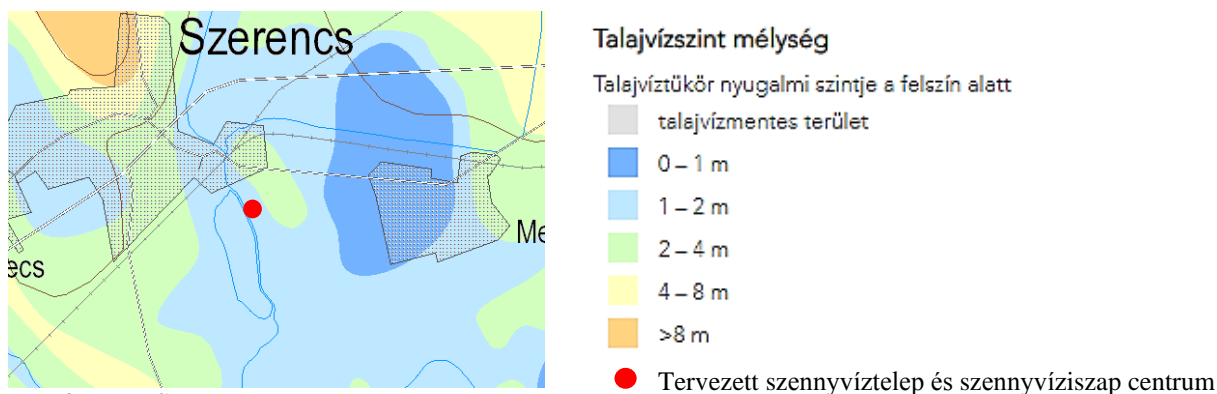 Szerencs
Me
ecs
Talajvízszint mélység
Talajvíztükör nyugalmi szintje a felszín alatt
talajvízmentes terület
0 – 1 m
1 – 2 m
2 – 4 m
4 – 8 m
>8 m
Tervezett szennyvíztelep és szennyvíziszap centrum